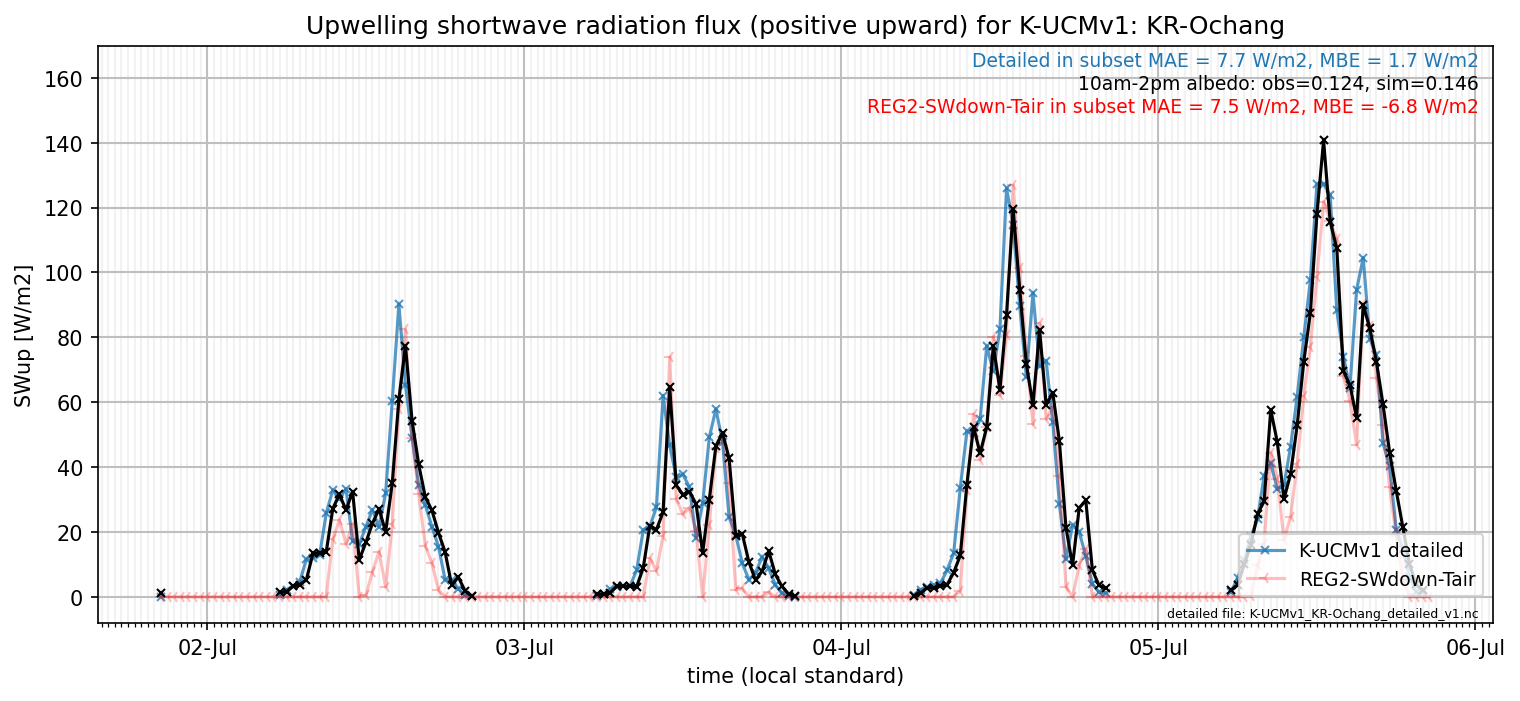 Upwelling shortwave radiation flux (positive upward) for K-UCMv1: KR-Ochang
Detailed in subset MAE = 7.7 W/m2, MBE = 1.7 W/m2
10am-2pm albedo: obs=0.124, sim=0.146
REG2-SWdown-Tair in subset MAE = 7.5 W/m2, MBE = -6.8 W/m2
SWup [W/m2]
160
140
120
100
80
60
40
20
0
K-UCMv1 detailed
REG2-SWdown-Tair
detailed file: K-UCMv1_KR-Ochang_detailed_v1.nc
02-Jul 03-Jul 04-Jul 05-Jul 06-Jul
time (local standard)